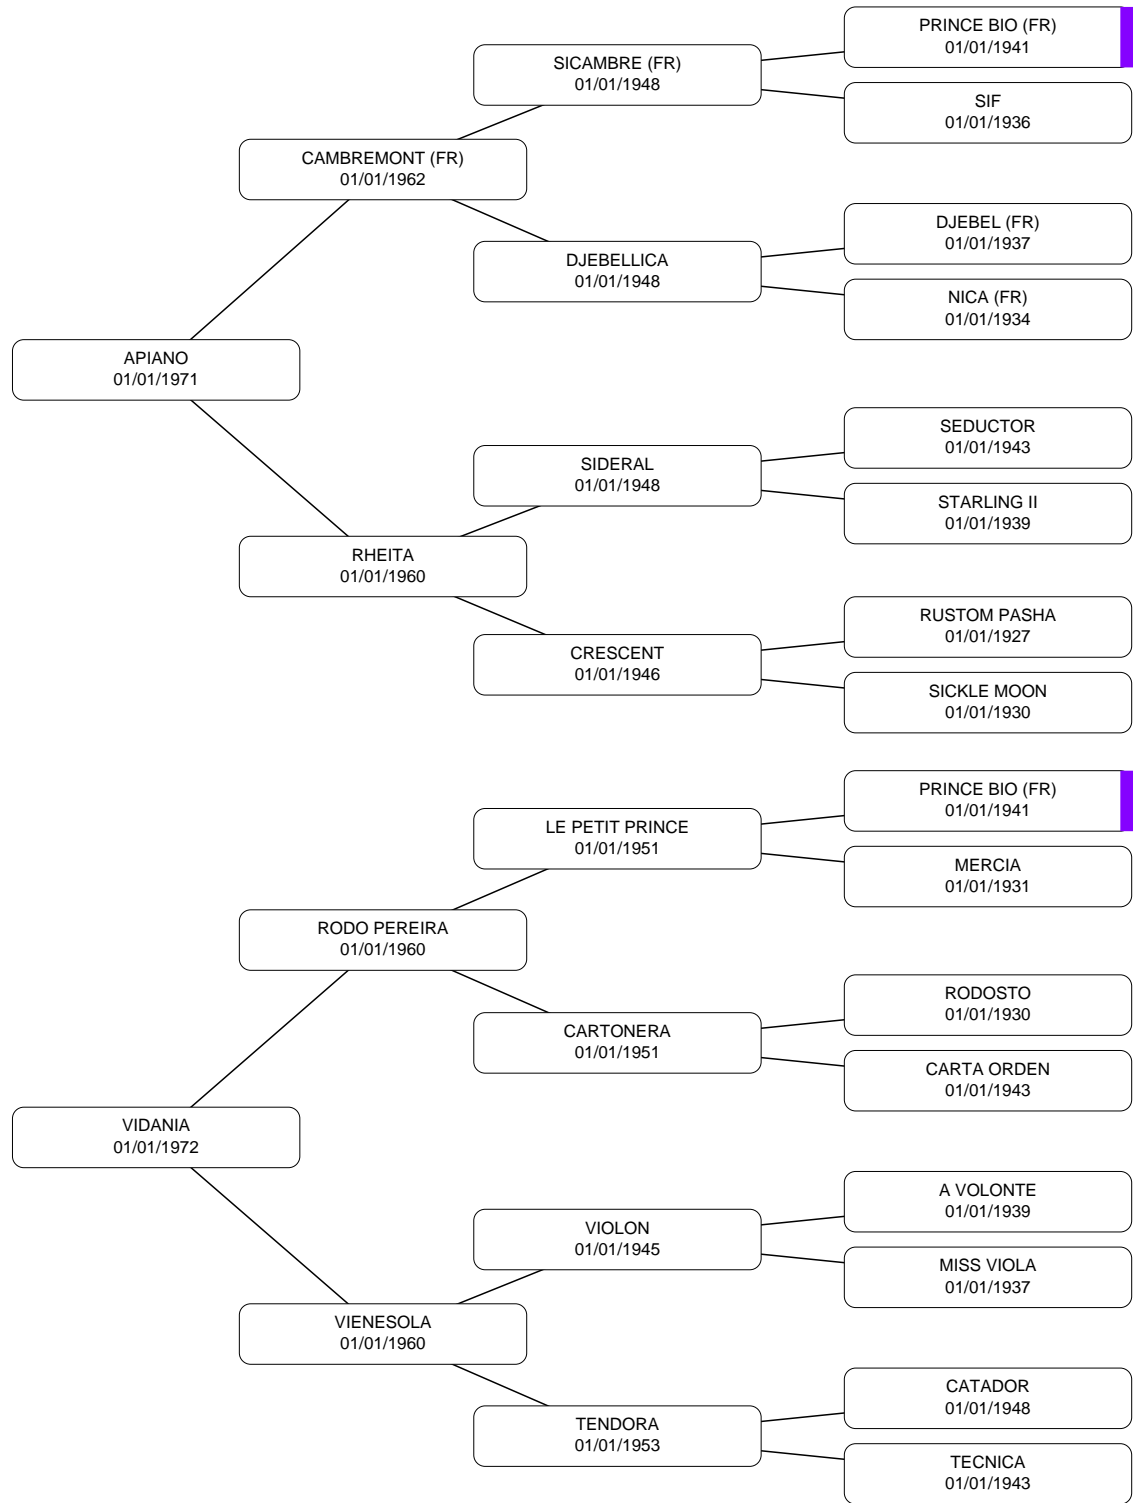 PRINCE BIO (FR)
01/01/1941
SICAMBRE (FR)
01/01/1948
SIF
01/01/1936
CAMBREMONT (FR)
01/01/1962
DJEBEL (FR)
01/01/1937
DJEBELLICA
01/01/1948
NICA (FR)
01/01/1934
APIANO
01/01/1971
SEDUCTOR
01/01/1943
SIDERAL
01/01/1948
STARLING II
01/01/1939
RHEITA
01/01/1960
RUSTOM PASHA
01/01/1927
CRESCENT
01/01/1946
SICKLE MOON
01/01/1930
PRINCE BIO (FR)
01/01/1941
LE PETIT PRINCE
01/01/1951
MERCIA
01/01/1931
RODO PEREIRA
01/01/1960
RODOSTO
01/01/1930
CARTONERA
01/01/1951
CARTA ORDEN
01/01/1943
VIDANIA
01/01/1972
A VOLONTE
01/01/1939
VIOLON
01/01/1945
MISS VIOLA
01/01/1937
VIENESOLA
01/01/1960
CATADOR
01/01/1948
TENDORA
01/01/1953
TECNICA
01/01/1943